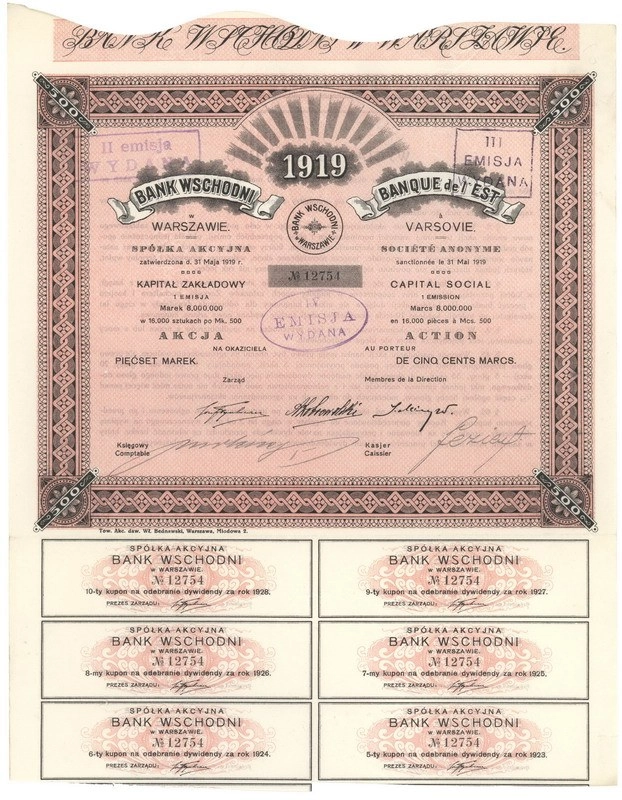 BANK WSCHODNI W WARSZAWIE.
500
500
II emisja
WYDANA
III
EMISJA
WYDANA
1919
BANK WSCHODNI
BANQUE de l'EST
w
WARSZAWIE.
à
VARSOVIE.
BANK WSCHODNI
WARSZAWIE
SPÓŁKA AKCYJNA
SOCIÉTÉ ANONYME
zatwierdzona d. 31 Maja 1919 r.
sanctionnée le 31 Mai 1919
№ 12754
KAPITAŁ ZAKŁADOWY
CAPITAL SOCIAL
1 EMISJA
1 EMISSION
Marek 8,000.000
Marcs 8,000.000
w 16,000 sztukach po Mk. 500
en 16,000 pièces à Mcs. 500
IV
EMISJA
WYDANA
AKCJA
ACTION
NA OKAZICIELA
AU PORTEUR
PIĘĆSET MAREK.
DE CINQ CENTS MARCS.
Zarząd
Membres de la Direction
Księgowy
Comptable
Kasjer
Caissier
500
500
Tow. Akc. daw. Wł. Bednawski, Warszawa, Miodowa 2.
SPÓŁKA AKCYJNA
BANK WSCHODNI
w WARSZAWIE.
№ 12754
10-ty kupon na odebranie dywidendy za rok 1928.
PREZES ZARZĄDU:
SPÓŁKA AKCYJNA
BANK WSCHODNI
w WARSZAWIE.
№ 12754
9-ty kupon na odebranie dywidendy za rok 1927.
PREZES ZARZĄDU:
SPÓŁKA AKCYJNA
BANK WSCHODNI
w WARSZAWIE.
№ 12754
8-my kupon na odebranie dywidendy za rok 1926.
PREZES ZARZĄDU:
SPÓŁKA AKCYJNA
BANK WSCHODNI
w WARSZAWIE.
№ 12754
7-my kupon na odebranie dywidendy za rok 1925.
PREZES ZARZĄDU:
SPÓŁKA AKCYJNA
BANK WSCHODNI
w WARSZAWIE.
№ 12754
6-ty kupon na odebranie dywidendy za rok 1924.
PREZES ZARZĄDU:
SPÓŁKA AKCYJNA
BANK WSCHODNI
w WARSZAWIE.
№ 12754
5-ty kupon na odebranie dywidendy za rok 1923.
PREZES ZARZĄDU: